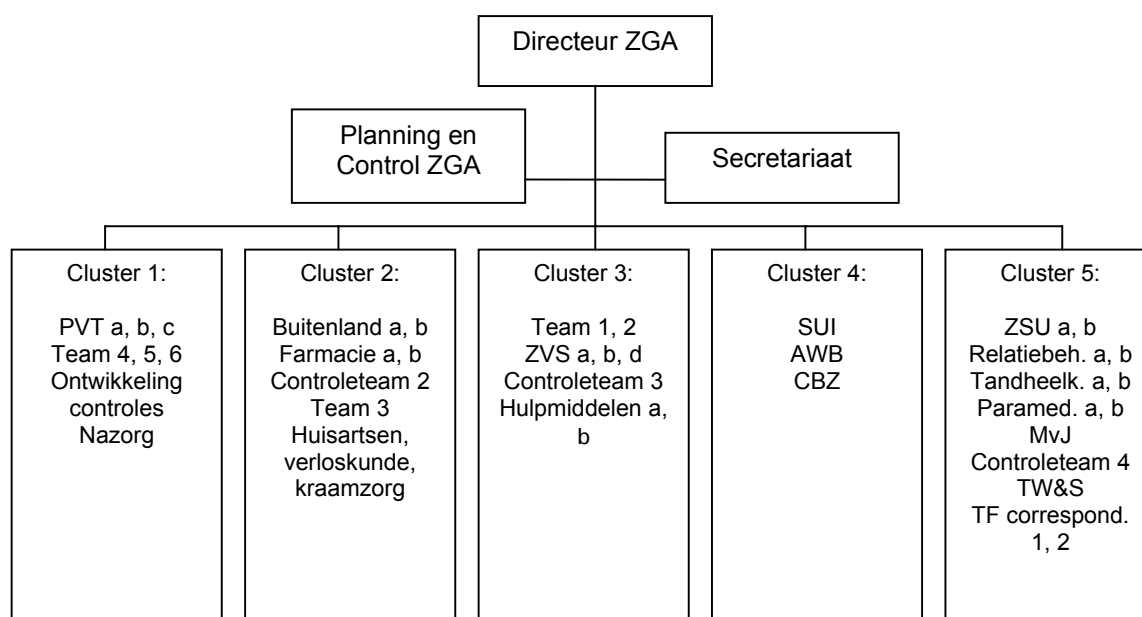 Directeur ZGA
Planning en
Control ZGA
Secretariaat
Cluster 1:
PVT a, b, c
Team 4, 5, 6
Ontwikkeling
controles
Nazorg
Cluster 2:
Buitenland a, b
Farmacie a, b
Controleteam 2
Team 3
Huisartsen,
verloskunde,
kraamzorg
Cluster 3:
Team 1, 2
ZVS a, b, d
Controleteam 3
Hulpmiddelen a,
b
Cluster 4:
SUI
AWB
CBZ
Cluster 5:
ZSU a, b
Relatiebeh. a, b
Tandheelk. a, b
Paramed. a, b
MvJ
Controleteam 4
TW&S
TF correspond.
1, 2